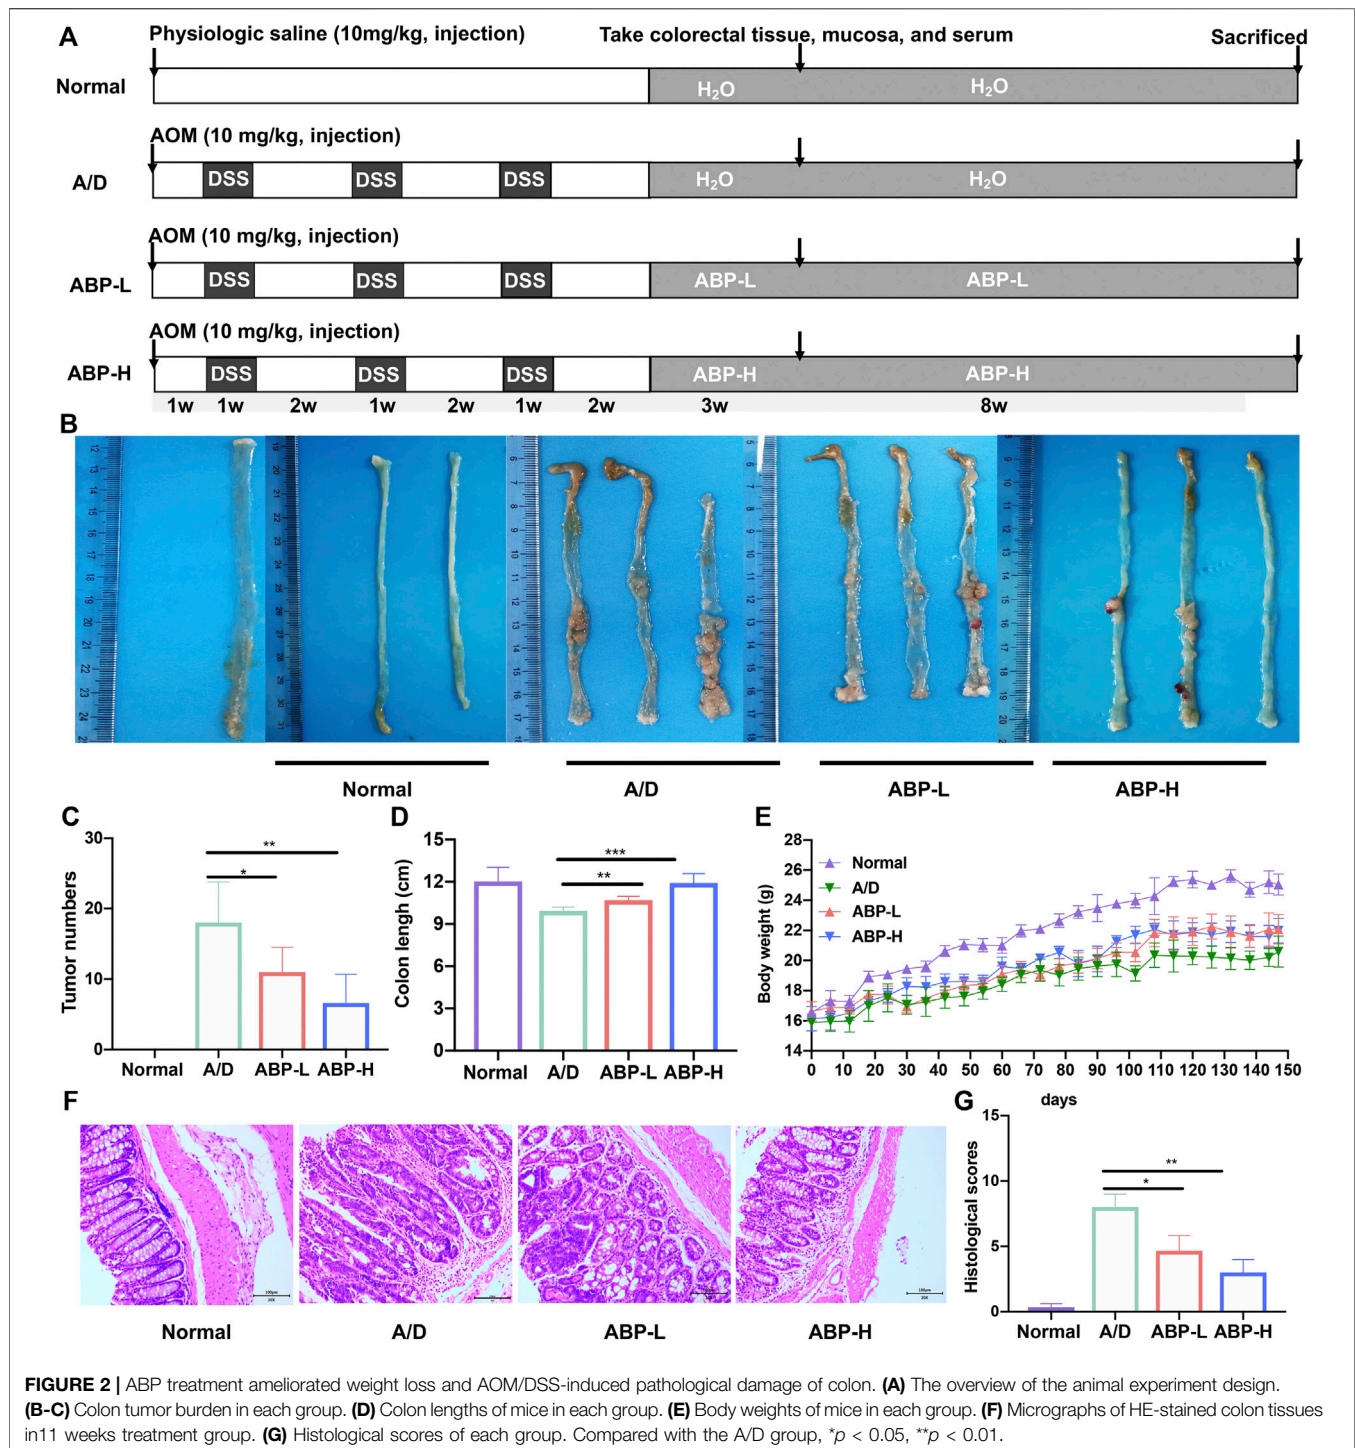 A
Physiologic saline (10mg/kg, injection)
Take colorectal tissue, mucosa, and serum
Sacrificed
Normal
H₂O
H₂O
AOM (10 mg/kg, injection)
A/D
DSS
DSS
DSS
H₂O
H₂O
AOM (10 mg/kg, injection)
ABP-L
DSS
DSS
DSS
ABP-L
ABP-L
AOM (10 mg/kg, injection)
ABP-H
DSS
DSS
DSS
ABP-H
ABP-H
1w 1w 2w 1w 2w 1w 2w 3w 8w
B
Normal
A/D
ABP-L
ABP-H
C
Tumor numbers
30
20
10
0
**
*
Normal A/D ABP-L ABP-H
D
Colon lengh (cm)
15
12
9
6
3
0
***
**
Normal A/D ABP-L ABP-H
E
Body weight (g)
28
26
24
22
20
18
16
14
Normal
A/D
ABP-L
ABP-H
0 10 20 30 40 50 60 70 80 90 100 110 120 130 140 150
days
F
100μm
20X
100μm
20X
Normal
A/D
ABP-L
ABP-H
G
Histological scores
15
10
5
0
**
*
Normal A/D ABP-L ABP-H
FIGURE 2 | ABP treatment ameliorated weight loss and AOM/DSS-induced pathological damage of colon. (A) The overview of the animal experiment design.
(B-C) Colon tumor burden in each group. (D) Colon lengths of mice in each group. (E) Body weights of mice in each group. (F) Micrographs of HE-stained colon tissues
in11 weeks treatment group. (G) Histological scores of each group. Compared with the A/D group, *p < 0.05, **p < 0.01.